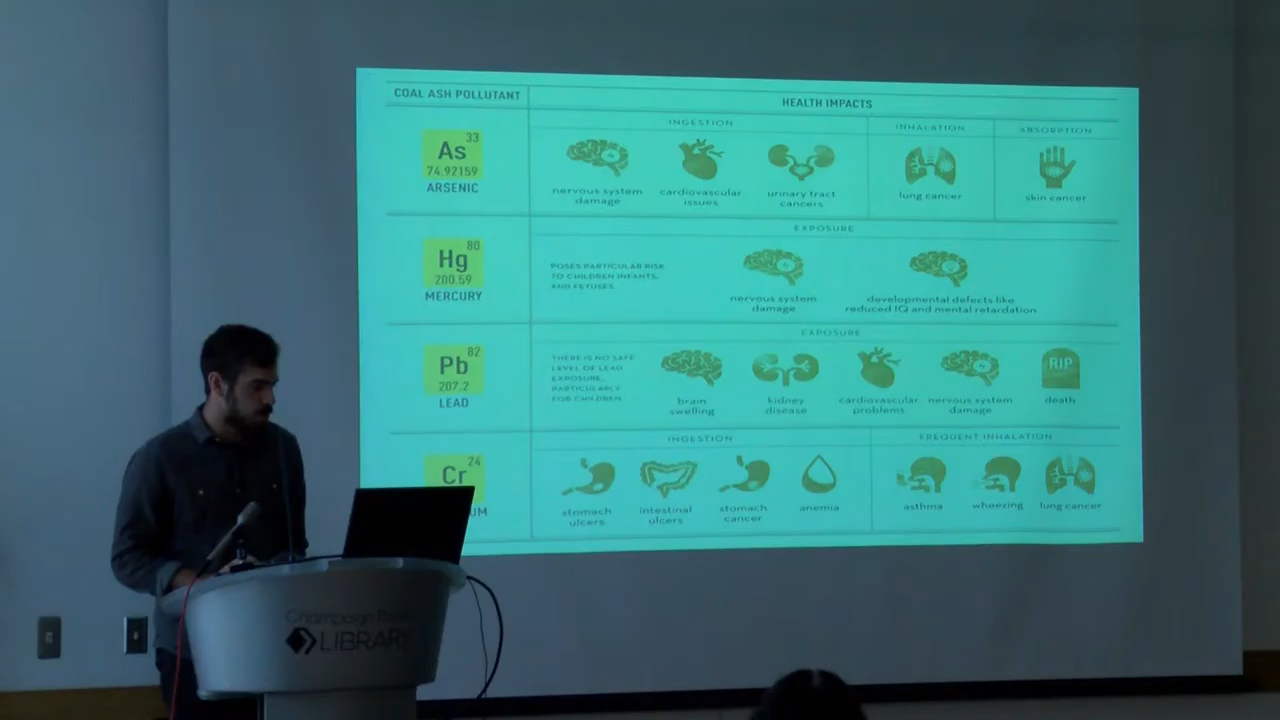 COAL ASH POLLUTANT
HEALTH IMPACTS
33
As
74.92159
ARSENIC
INGESTION
nervous system
damage
cardiovascular
issues
urinary tract
cancers
INHALATION
lung cancer
ABSORPTION
skin cancer
80
Hg
200.59
MERCURY
EXPOSURE
POSES PARTICULAR RISK
TO CHILDREN INFANTS,
AND FETUSES
nervous system
damage
developmental defects like
reduced IQ and mental retardation
82
Pb
207.2
LEAD
EXPOSURE
THERE IS NO SAFE
LEVEL OF LEAD
EXPOSURE,
PARTICULARLY
FOR CHILDREN
brain
swelling
kidney
disease
cardiovascular
problems
nervous system
damage
RIP
death
24
Cr
UM
INGESTION
stomach
ulcers
intestinal
ulcers
stomach
cancer
anemia
FREQUENT INHALATION
asthma
wheezing
lung cancer
Champaign
LIBRARY